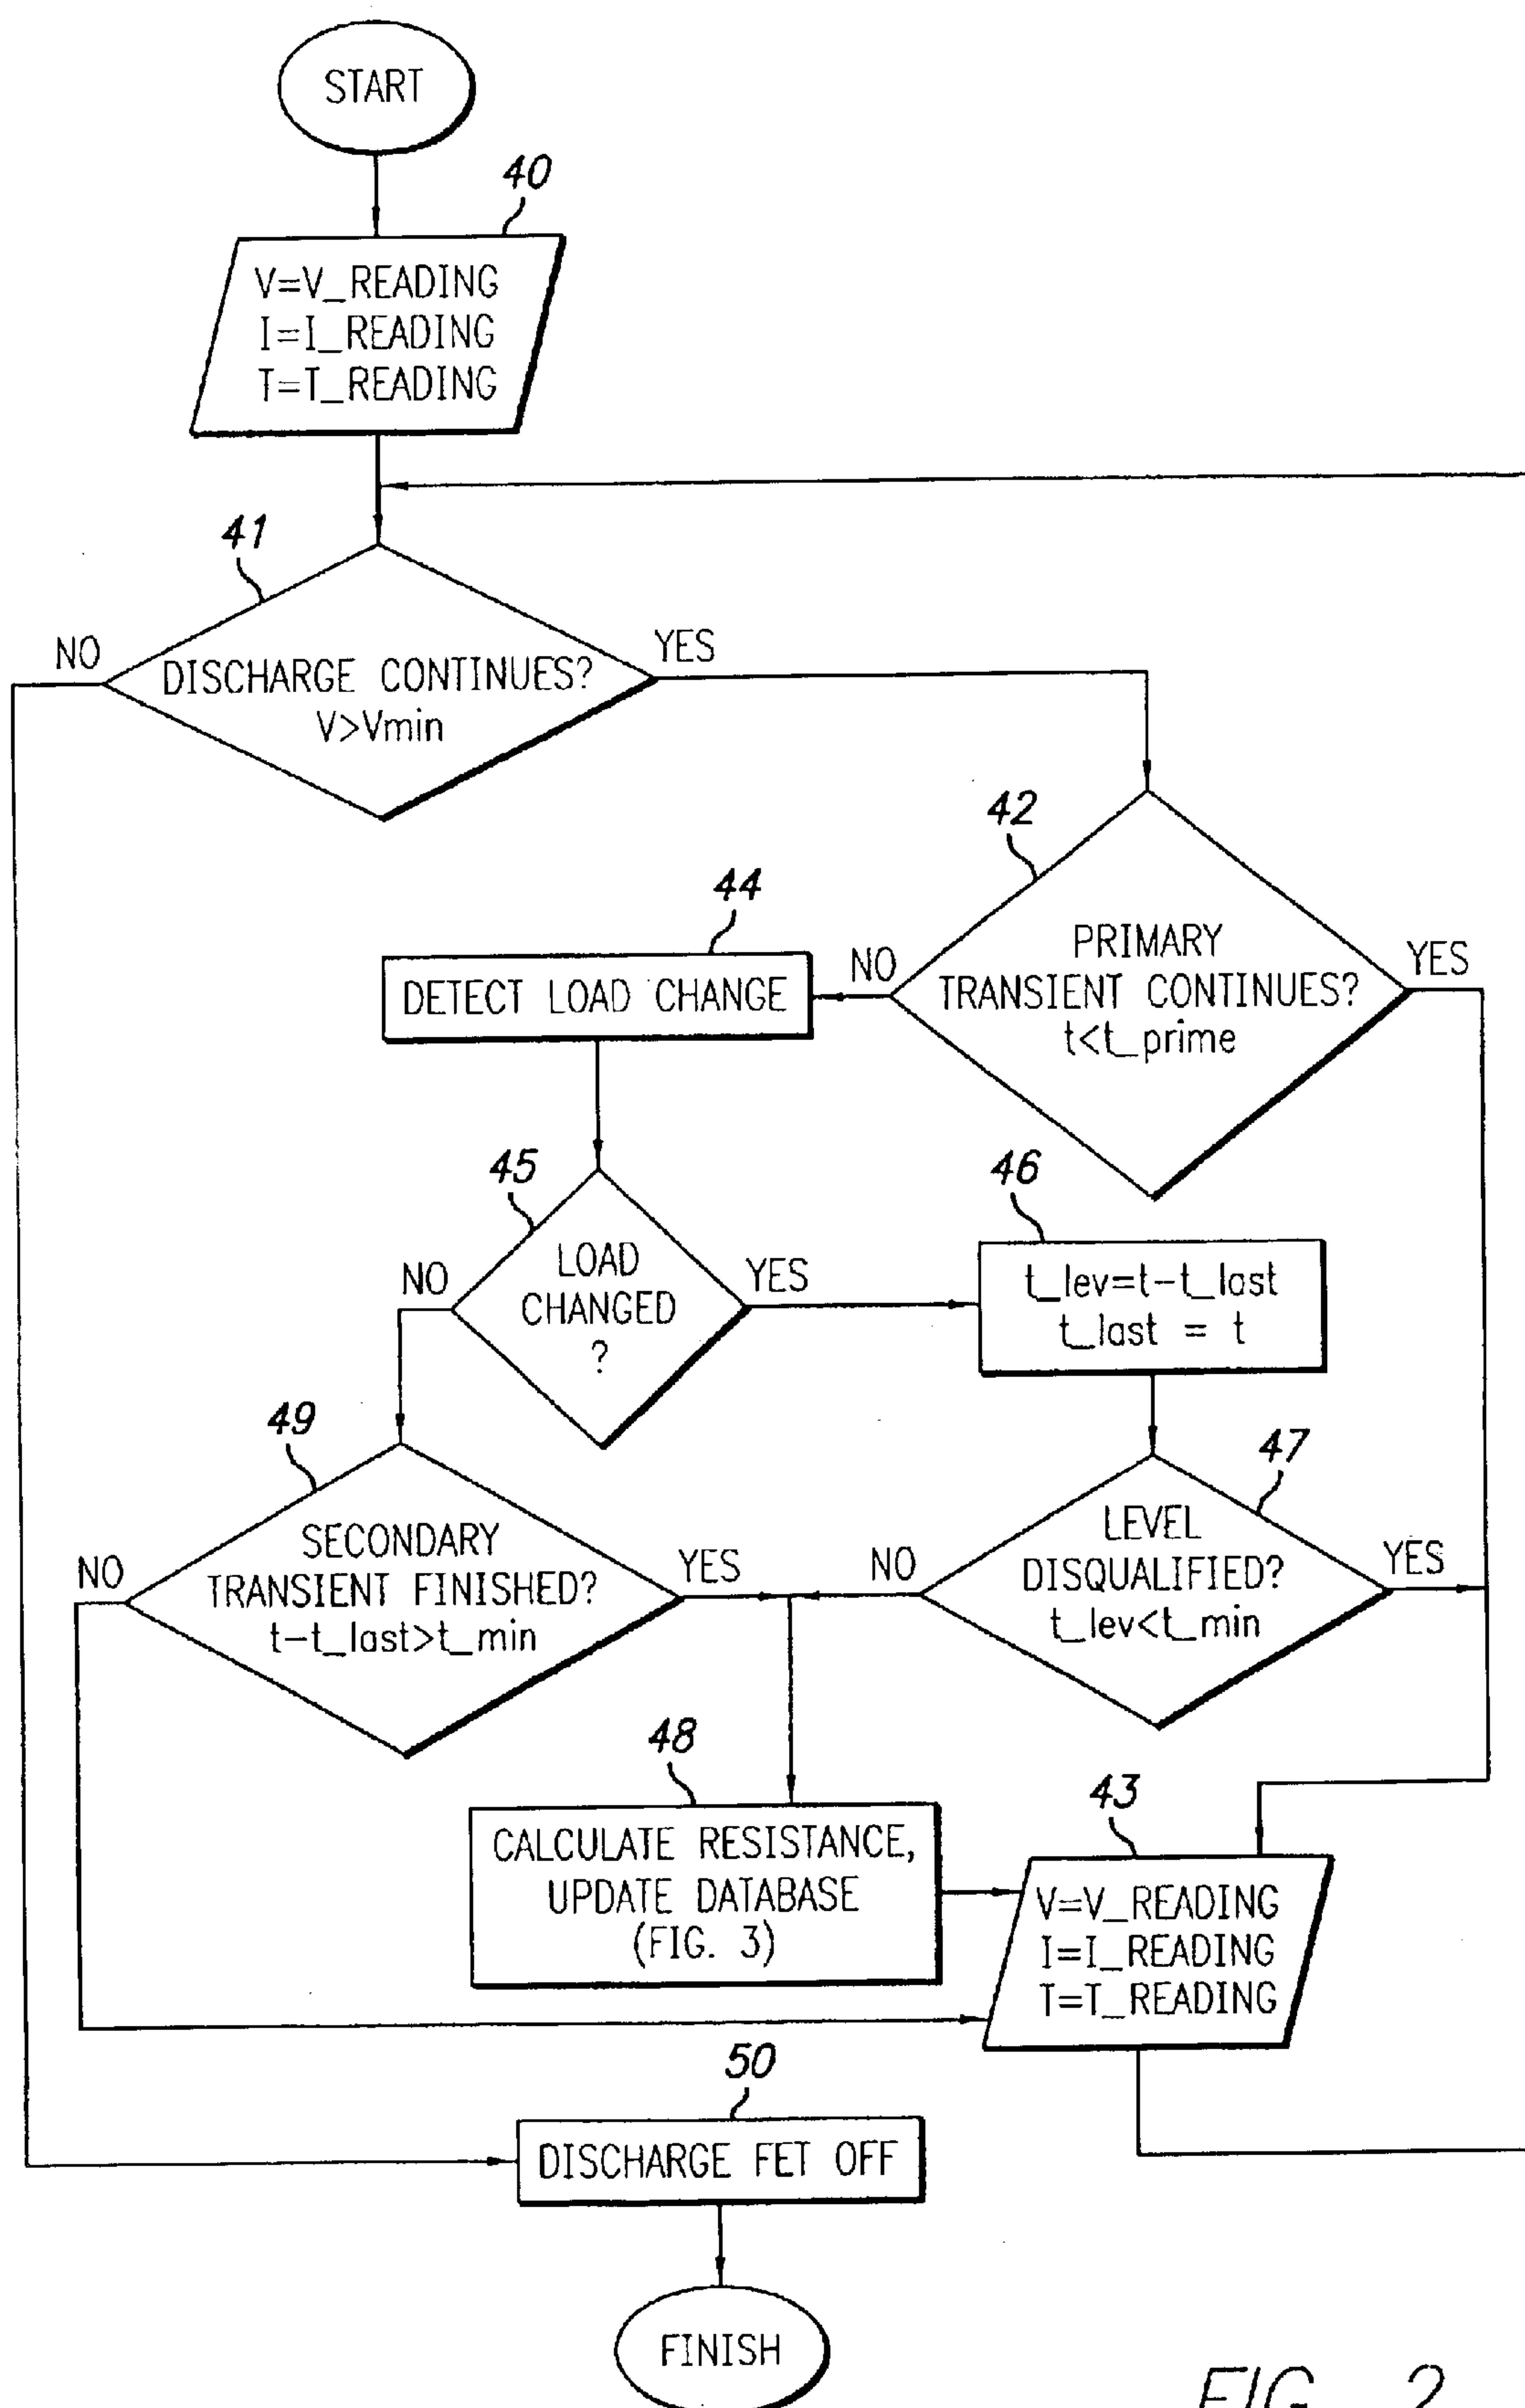 START
40
V=V_READING
I=I_READING
T=T_READING
41
NO
YES
DISCHARGE CONTINUES?
V>Vmin
42
44
NO
YES
PRIMARY
TRANSIENT CONTINUES?
t<t_prime
DETECT LOAD CHANGE
45
46
NO
LOAD
CHANGED
?
YES
t_lev=t-t_last
t_last = t
49
47
NO
SECONDARY
TRANSIENT FINISHED?
t-t_last>t_min
YES
NO
LEVEL
DISQUALIFIED?
t_lev<t_min
YES
48
43
CALCULATE RESISTANCE,
UPDATE DATABASE
(FIG. 3)
V=V_READING
I=I_READING
T=T_READING
50
DISCHARGE FET OFF
FINISH
FIG. 2